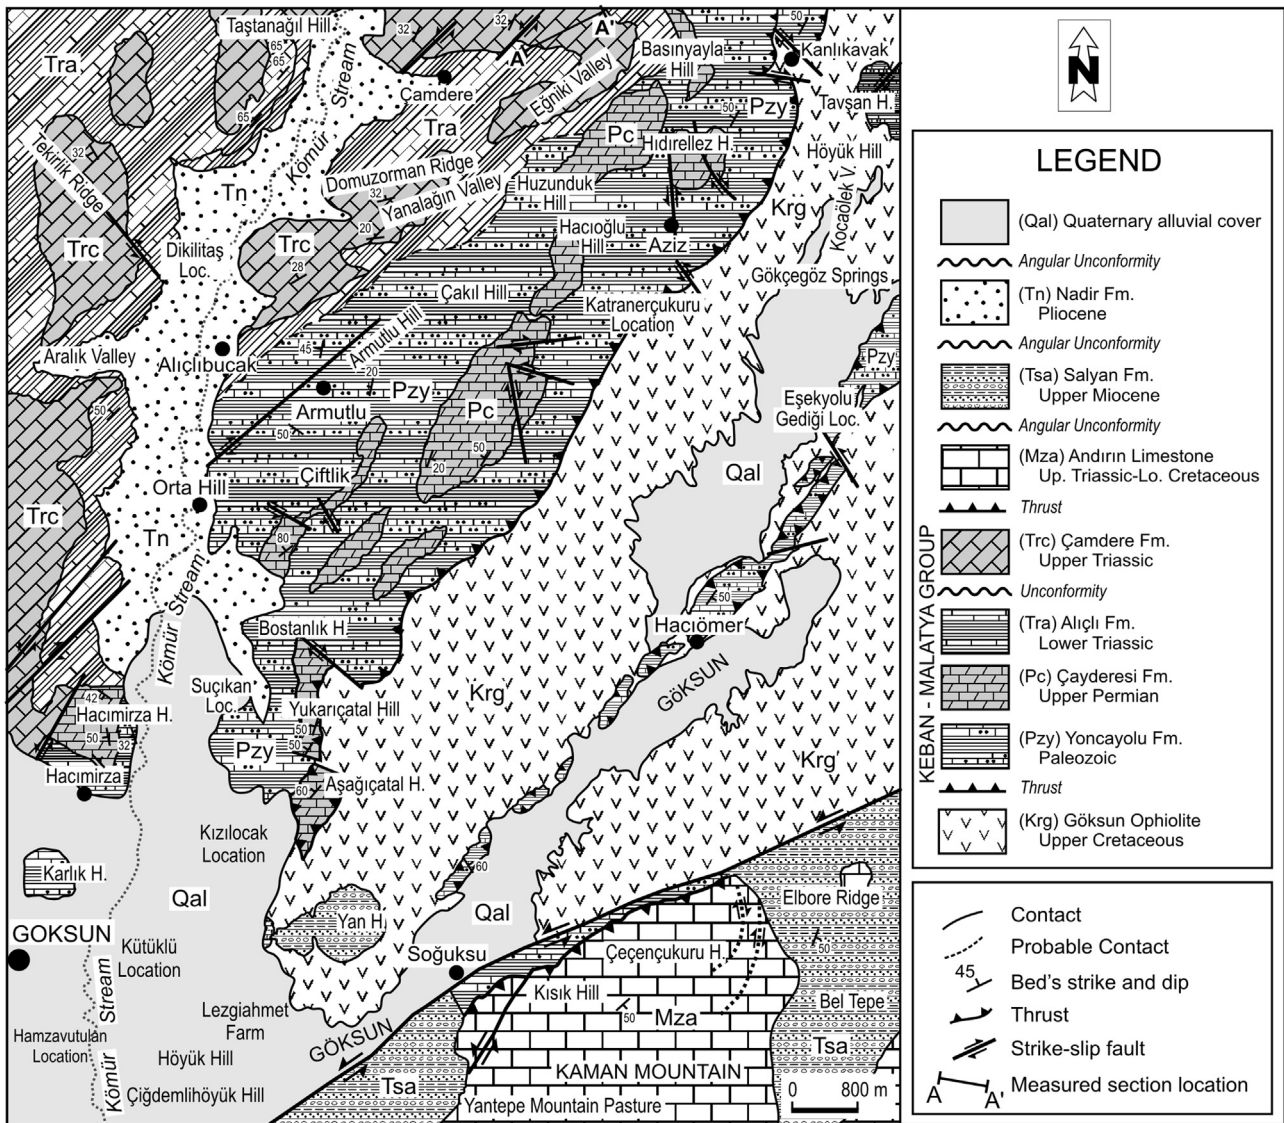 Taştanağıl Hill
32
32
A'
A
50
Kanlıkavak
Basınyayla
Hill
Tra
65
65
Stream
Çamdere
Eğniki Valley
50
Pzy
Tavşan H.
65
Kömür
Tra
Pc
Hıdırellez H.
Höyük Hill
32
ekirlik Ridge
Domuzorman Ridge
32
Yanalağın Valley
Huzunduk
Hill
Tn
Krg
Kocaölek V.
Trc
Dikilitaş
Loc.
Trc
28
20
Hacıoğlu
Hill
Aziz
Gökçegöz Springs
Çakıl Hill
Katranerçukuru
Location
Aralık Valley
Alıçlıbucak
45
Armutlu Hill
20
Pzy
Armutlu
Pzy
Pc
Eşekyolu
Gediği Loc.
50
50
50
20
Çiftlik
Qal
Orta Hill
Trc
Tn
80
Kömür Stream
50
Bostanlık H.
Hacıömer
GÖKSUN
Suçıkan
Loc.
Krg
42
Hacımirza H.
50
32
Yukarıçatal Hill
50
50
Pzy
Krg
Hacımirza
60
Aşağıçatal H.
Kızılocak
Location
60
Karlık H.
Qal
Elbore Ridge
Yan H.
Qal
50
GÖKSUN
Kütüklü
Location
Soğuksu
Çeçençukuru H.
Stream
Kısık Hill
50
Mza
Bel Tepe
Lezgiahmet
Farm
Hamzavutulan
Location
GÖKSUN
Tsa
Höyük Hill
KAMAN MOUNTAIN
Kömür
Çiğdemlihöyük Hill
Tsa
Yantepe Mountain Pasture
0 800 m
N
LEGEND
(Qal) Quaternary alluvial cover
Angular Unconformity
(Tn) Nadir Fm.
Pliocene
Angular Unconformity
(Tsa) Salyan Fm.
Upper Miocene
Angular Unconformity
(Mza) Andırın Limestone
Up. Triassic-Lo. Cretaceous
Thrust
KEBAN - MALATYA GROUP
(Trc) Çamdere Fm.
Upper Triassic
Unconformity
(Tra) Alıçlı Fm.
Lower Triassic
(Pc) Çayderesi Fm.
Upper Permian
(Pzy) Yoncayolu Fm.
Paleozoic
Thrust
(Krg) Göksun Ophiolite
Upper Cretaceous
Contact
Probable Contact
45
Bed's strike and dip
Thrust
Strike-slip fault
A A'
Measured section location